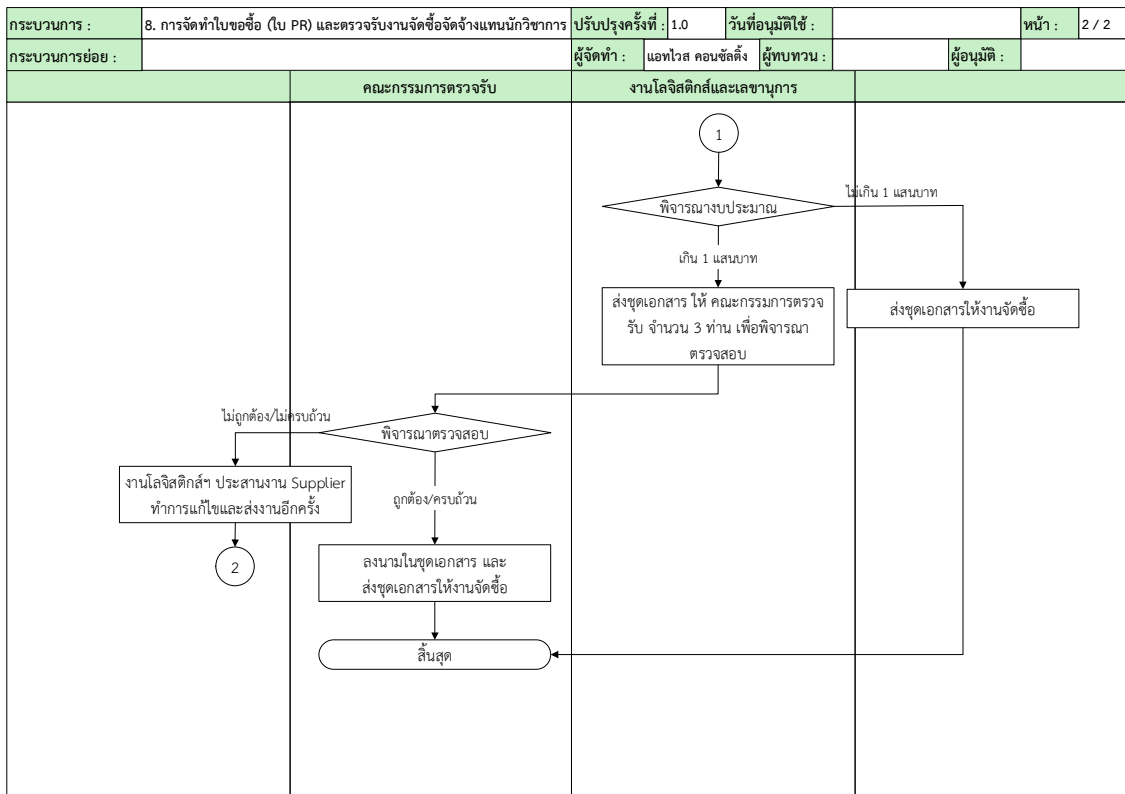 กระบวนการ : 8. การจัดทำใบขอซื้อ (ใบ PR) และตรวจรับงานจัดซื้อจัดจ้างแทนนักวิชาการ ปรับปรุงครั้งที่ : 1.0 วันที่อนุมัติใช้ : หน้า : 2 / 2
กระบวนการย่อย : ผู้จัดทำ : แอทไวส คอนซัลติ้ง ผู้ทบทวน : ผู้อนุมัติ :
คณะกรรมการตรวจรับ งานโลจิสติกส์และเลขานุการ
1
ไม่เกิน 1 แสนบาท
พิจารณางบประมาณ
เกิน 1 แสนบาท
ส่งชุดเอกสาร ให้ คณะกรรมการตรวจ
รับ จำนวน 3 ท่าน เพื่อพิจารณา
ตรวจสอบ
ส่งชุดเอกสารให้งานจัดซื้อ
ไม่ถูกต้อง/ไม่ครบถ้วน
พิจารณาตรวจสอบ
งานโลจิสติกส์ฯ ประสานงาน Supplier
ทำการแก้ไขและส่งงานอีกครั้ง
ถูกต้อง/ครบถ้วน
2
ลงนามในชุดเอกสาร และ
ส่งชุดเอกสารให้งานจัดซื้อ
สิ้นสุด